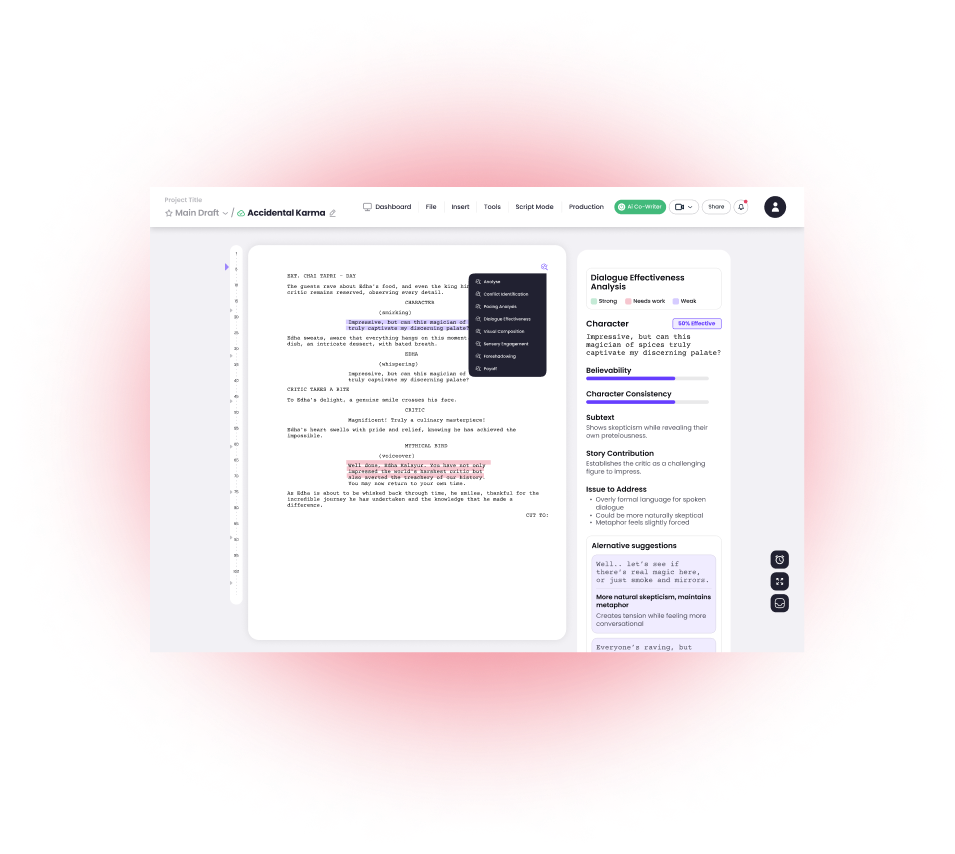 Project Title
Main Draft / Accidental Karma
Dashboard File Insert Tools Script Mode Production AI Co-Writer Share
EXT. CHAI TAPRI - DAY
The guests rave about Edha's food, and even the king
critic remains reserved, observing every detail.
CHARACTER
(smirking)
Impressive, but can this magician of
truly captivate my discerning palate?
Edha sweats, aware that everything hangs on this moment
dish, an intricate dessert, with bated breath.
EDHA
(whispering)
Impressive, but can this magician of
truly captivate my discerning palate?
CRITIC TAKES A BITE
To Edha's delight, a genuine smile crosses his face.
CRITIC
Magnificent! Truly a culinary masterpiece!
Edha's heart swells with pride and relief, knowing he has achieved the
impossible.
MYTHICAL BIRD
(voiceover)
Well done, Edha Kalayur. You have not only
impressed the world's harshest critic but
also averted the treachery of our history.
You may now return to your own time.
As Edha is about to be whisked back through time, he smiles, thankful for the
incredible journey he has undertaken and the knowledge that he made a
difference.
CUT TO:
Analyse
Conflict Identification
Pacing Analysis
Dialogue Effectiveness
Visual Composition
Sensory Engagement
Foreshadowing
Payoff
Dialogue Effectiveness
Analysis
Strong Needs work Weak
Character 50% Effective
Impressive, but can this
magician of spices truly
captivate my discerning palate?
Believability
Character Consistency
Subtext
Shows skepticism while revealing their
own pretelousness.
Story Contribution
Establishes the critic as a challenging
figure to impress.
Issue to Address
• Overly formal language for spoken
dialogue
• Could be more naturally skeptical
• Metaphor feels slightly forced
Alernative suggestions
Well.. let's see if
there's real magic here,
or just smoke and mirrors.
More natural skepticism, maintains
metaphor
Creates tension while feeling more
conversational
Everyone's raving, but